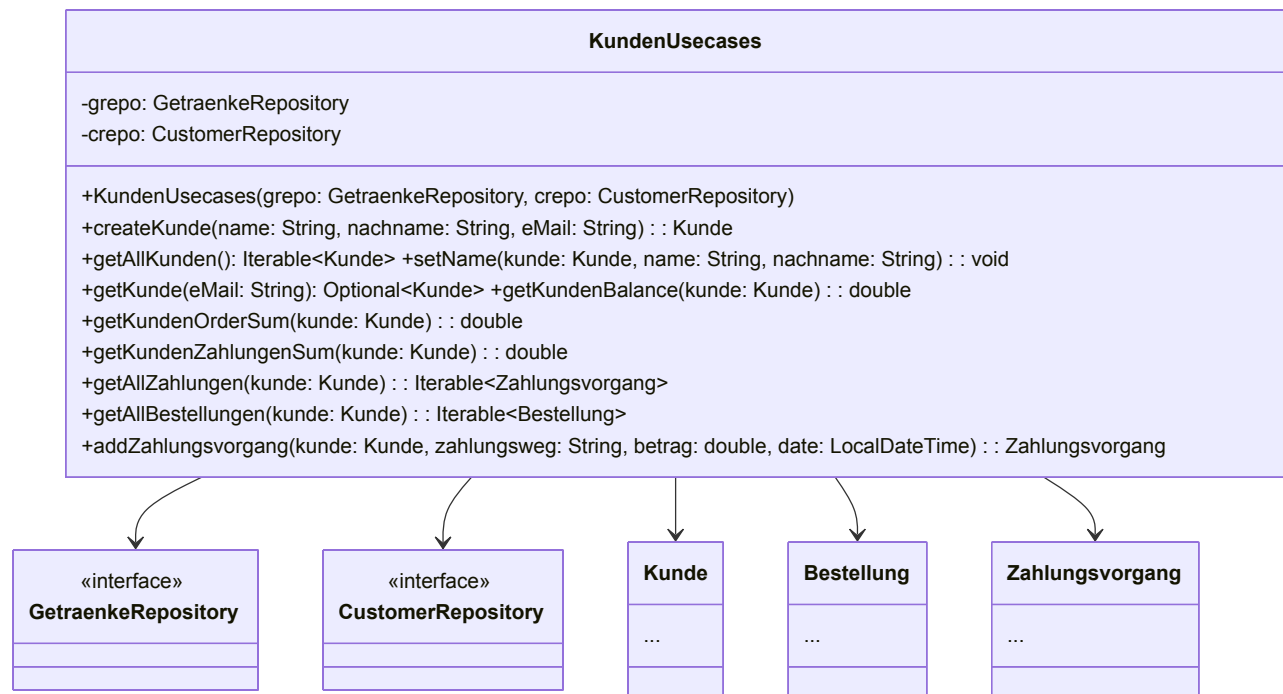 KundenUsecases
-grepo: GetraenkeRepository
-crepo: CustomerRepository
+KundenUsecases(grepo: GetraenkeRepository, crepo: CustomerRepository)
+createKunde(name: String, nachname: String, eMail: String) : : Kunde
+getAllKunden(): Iterable<Kunde> +setName(kunde: Kunde, name: String, nachname: String) : : void
+getKunde(eMail: String): Optional<Kunde> +getKundenBalance(kunde: Kunde) : : double
+getKundenOrderSum(kunde: Kunde) : : double
+getKundenZahlungenSum(kunde: Kunde) : : double
+getAllZahlungen(kunde: Kunde) : : Iterable<Zahlungsvorgang>
+getAllBestellungen(kunde: Kunde) : : Iterable<Bestellung>
+addZahlungsvorgang(kunde: Kunde, zahlungsweg: String, betrag: double, date: LocalDateTime) : : Zahlungsvorgang
«interface»
GetraenkeRepository
«interface»
CustomerRepository
Kunde
...
Bestellung
...
Zahlungsvorgang
...